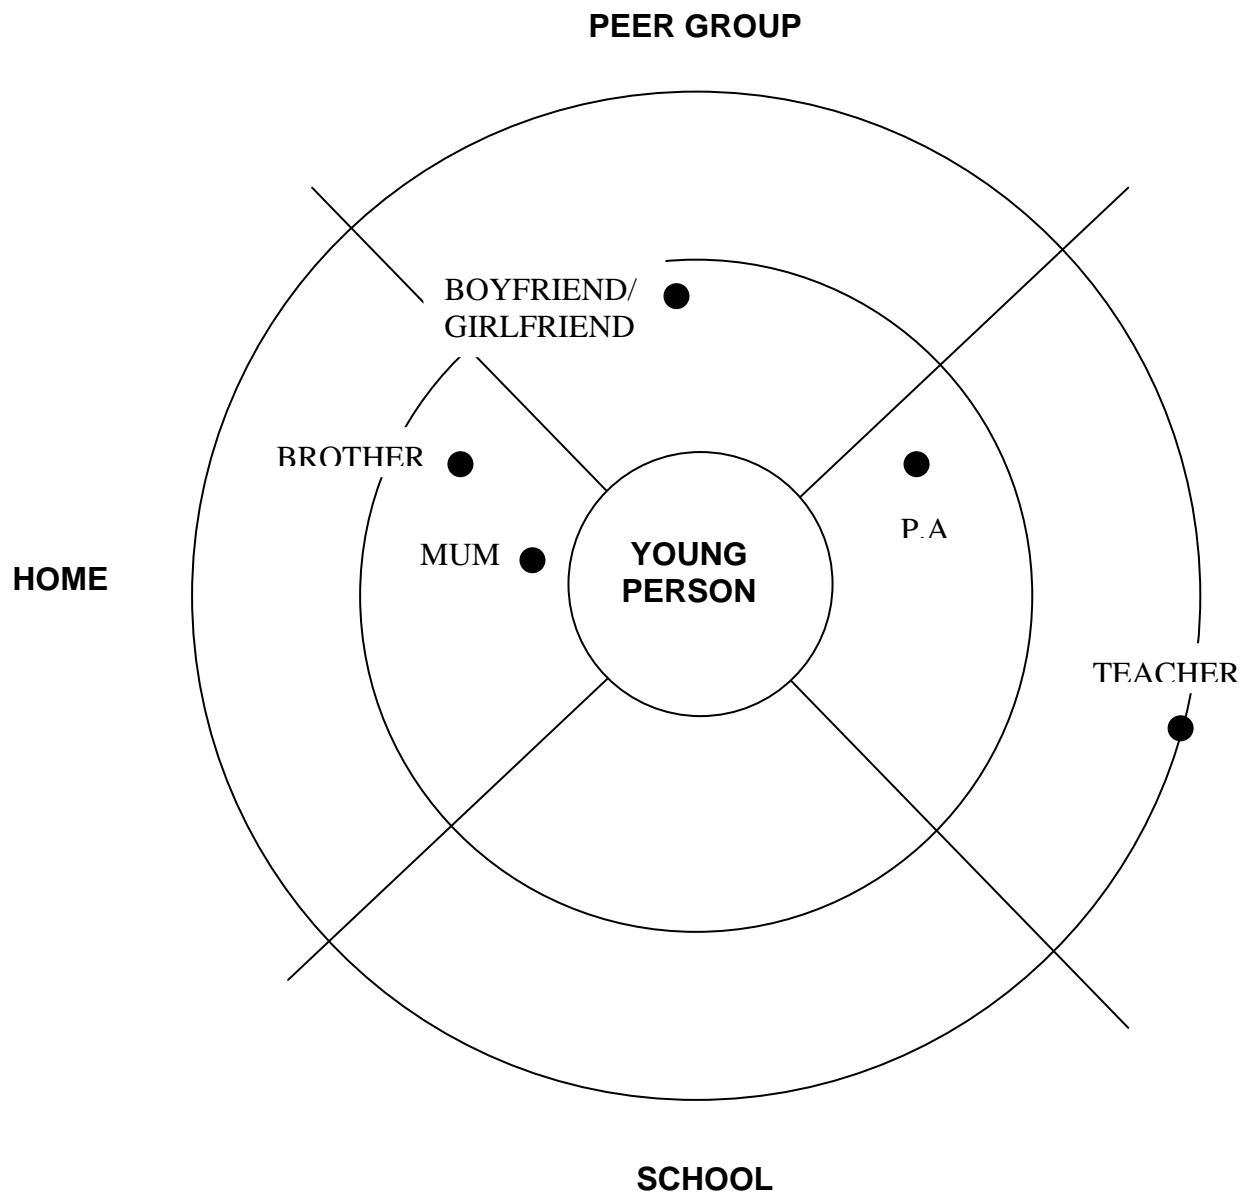 PEER GROUP
BOYFRIEND/
GIRLFRIEND
BROTHER
P.A
MUM
YOUNG
PERSON
HOME
TEACHER
SCHOOL